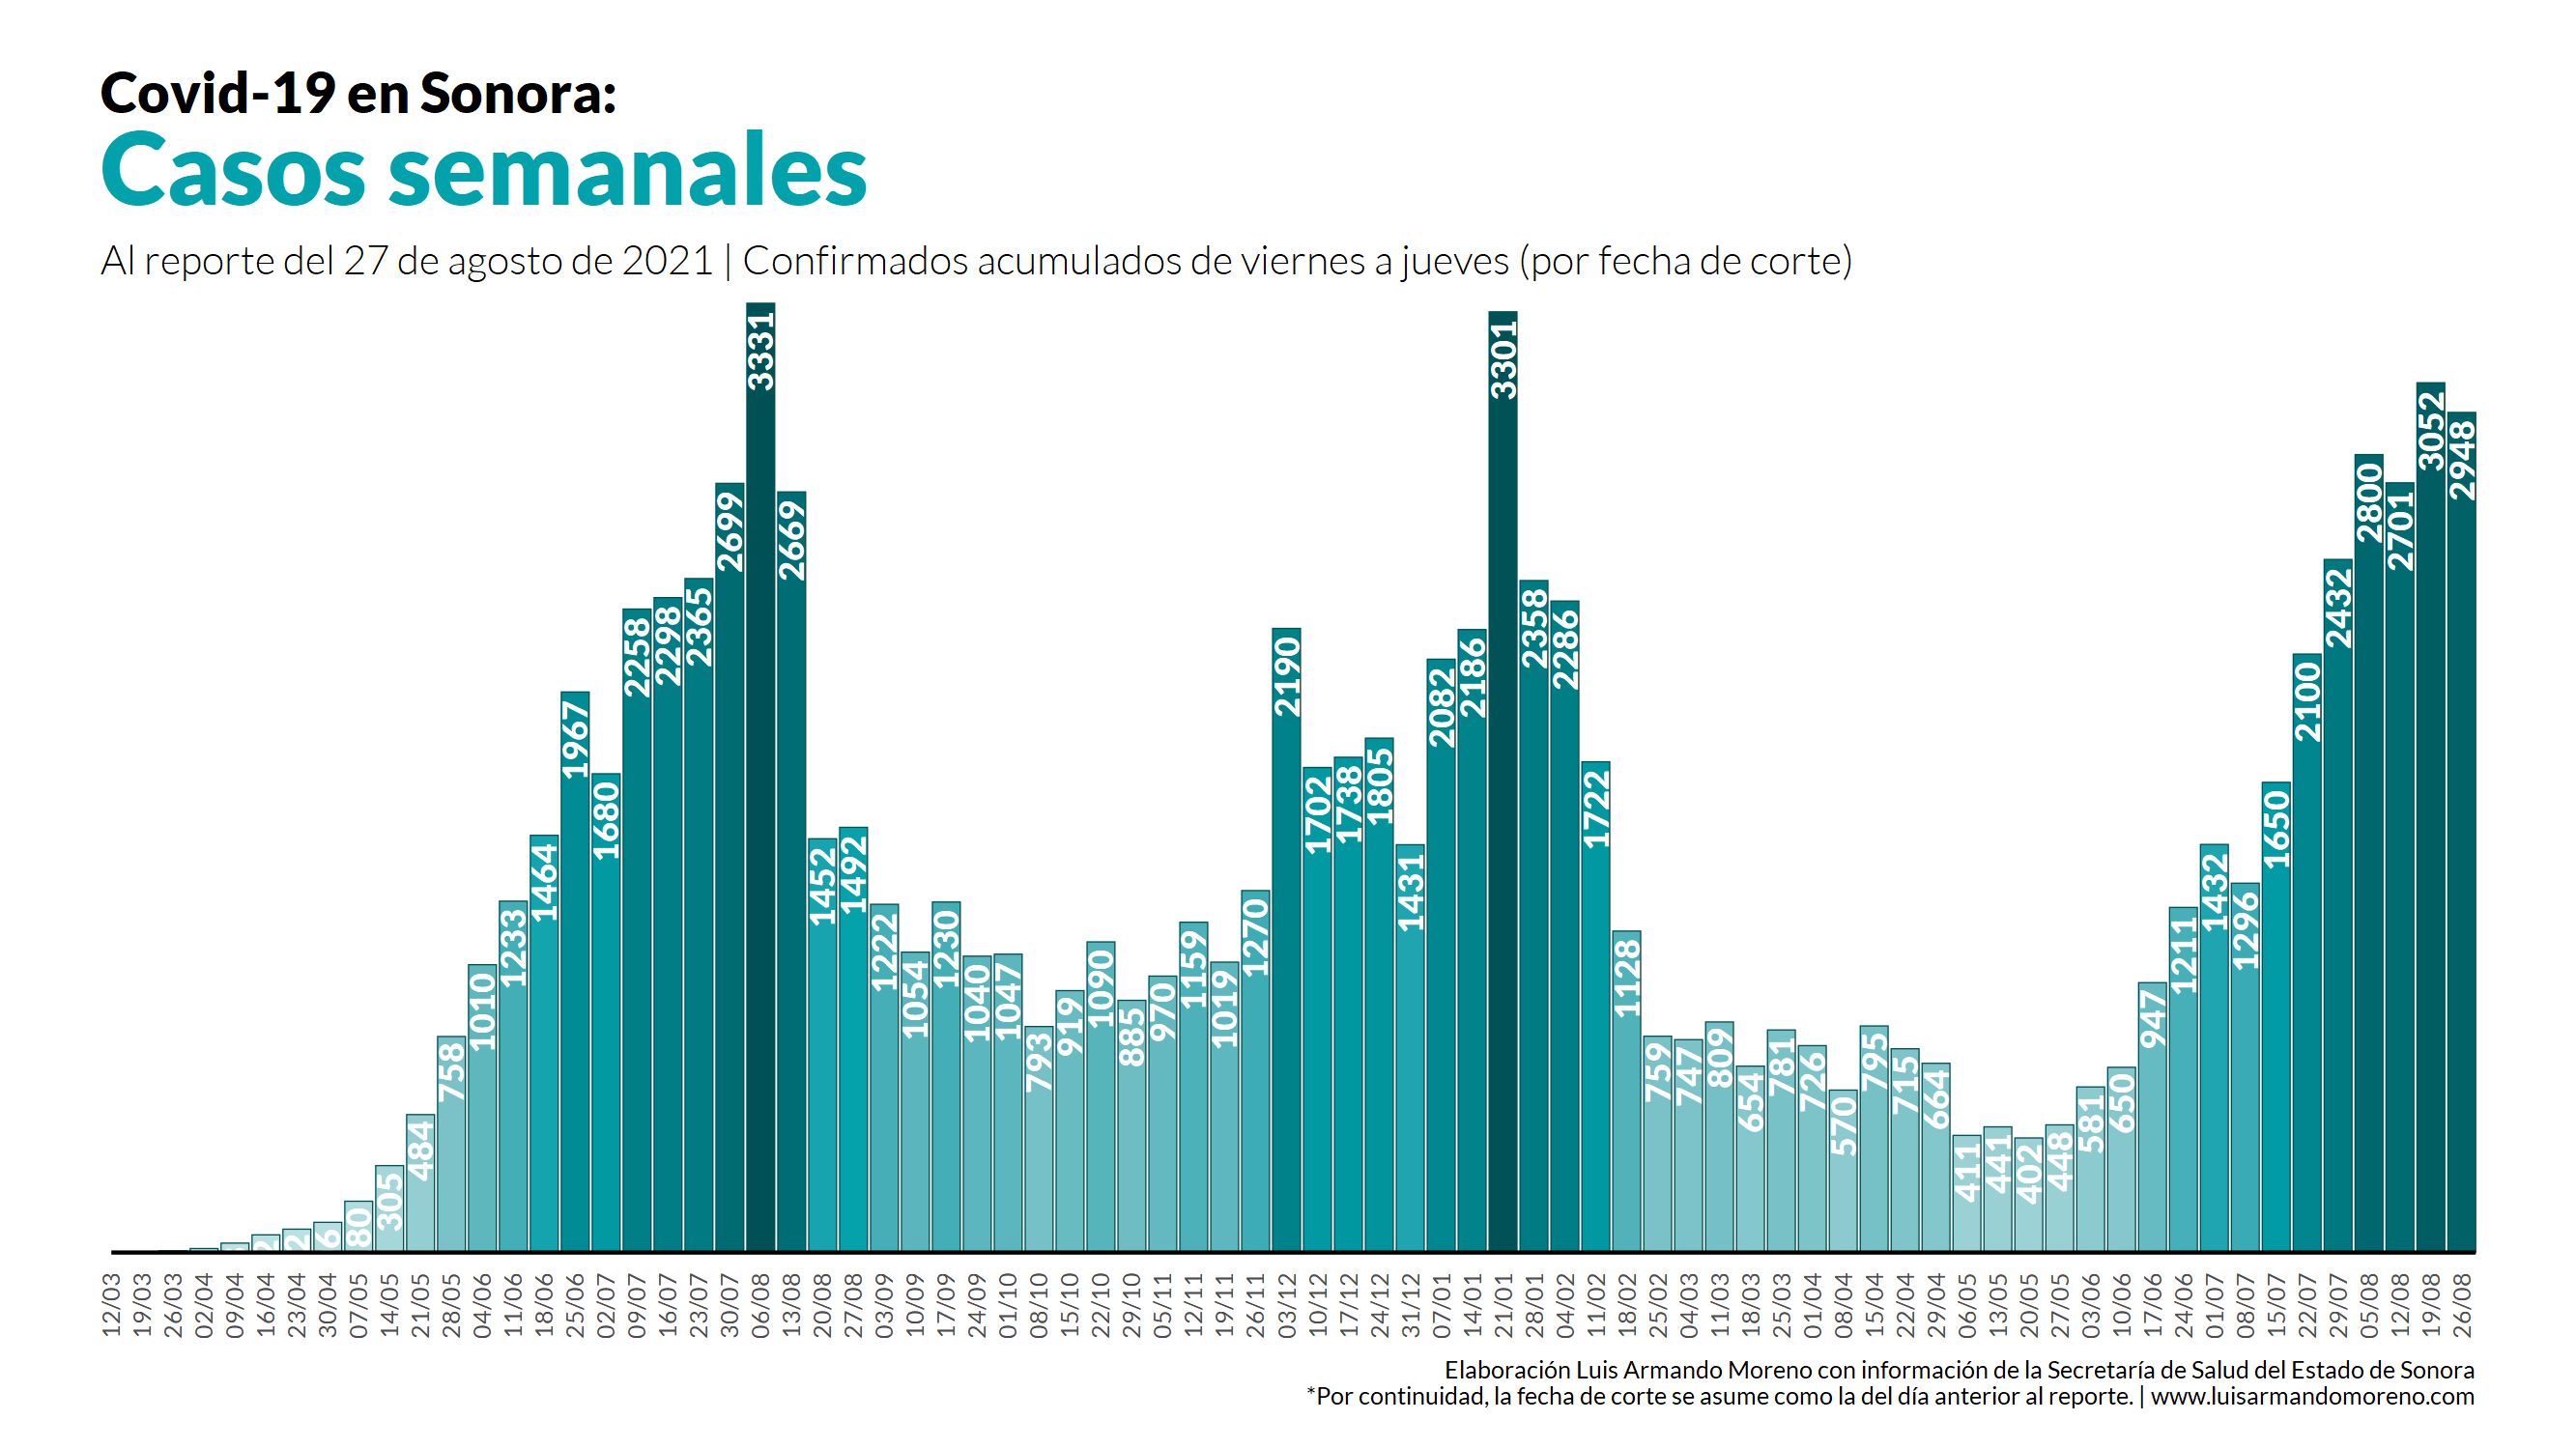 Covid-19 en Sonora:
Casos semanales
Al reporte del 27 de agosto de 2021 | Confirmados acumulados de viernes a jueves (por fecha de corte)
80 305 484 758 1010 1233 1464 1967 1680 2258 2298 2365 2699 3331 2669 1452 1492 1222 1054 1230 1040 1047 793 919 1090 885 970 1159 1019 1270 2190 1702 1738 1805 1431 2082 2186 3301 2358 2286 1722 1128 759 747 809 654 781 726 570 795 715 664 411 441 402 448 581 650 947 1211 1432 1296 1650 2100 2432 2800 2701 3052 2948
12/03 19/03 26/03 02/04 09/04 16/04 23/04 30/04 07/05 14/05 21/05 28/05 04/06 11/06 18/06 25/06 02/07 09/07 16/07 23/07 30/07 06/08 13/08 20/08 27/08 03/09 10/09 17/09 24/09 01/10 08/10 15/10 22/10 29/10 05/11 12/11 19/11 26/11 03/12 10/12 17/12 24/12 31/12 07/01 14/01 21/01 28/01 04/02 11/02 18/02 25/02 04/03 11/03 18/03 25/03 01/04 08/04 15/04 22/04 29/04 06/05 13/05 20/05 27/05 03/06 10/06 17/06 24/06 01/07 08/07 15/07 22/07 29/07 05/08 12/08 19/08 26/08
Elaboración Luis Armando Moreno con información de la Secretaría de Salud del Estado de Sonora
*Por continuidad, la fecha de corte se asume como la del día anterior al reporte. | www.luisarmandomoreno.com